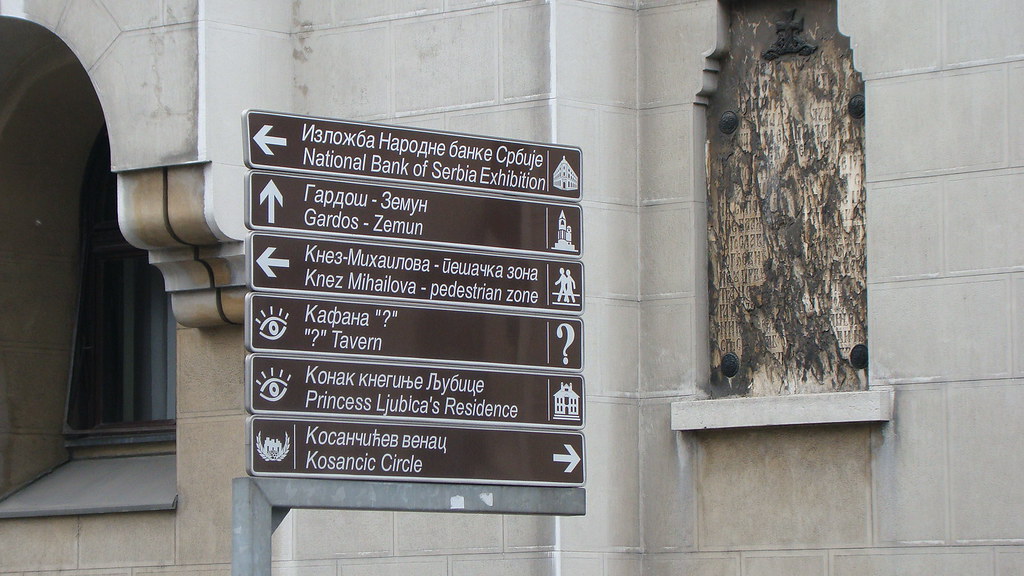 Изложба Народне банке Србије
National Bank of Serbia Exhibition
Гардош - Земун
Gardos - Zemun
Кнез-Михаилова - пешачка зона
Knez Mihailova - pedestrian zone
Кафана "?"
"?" Tavern
?
Конак кнегиње Љубице
Princess Ljubica's Residence
Косанчићев венац
Kosancic Circle